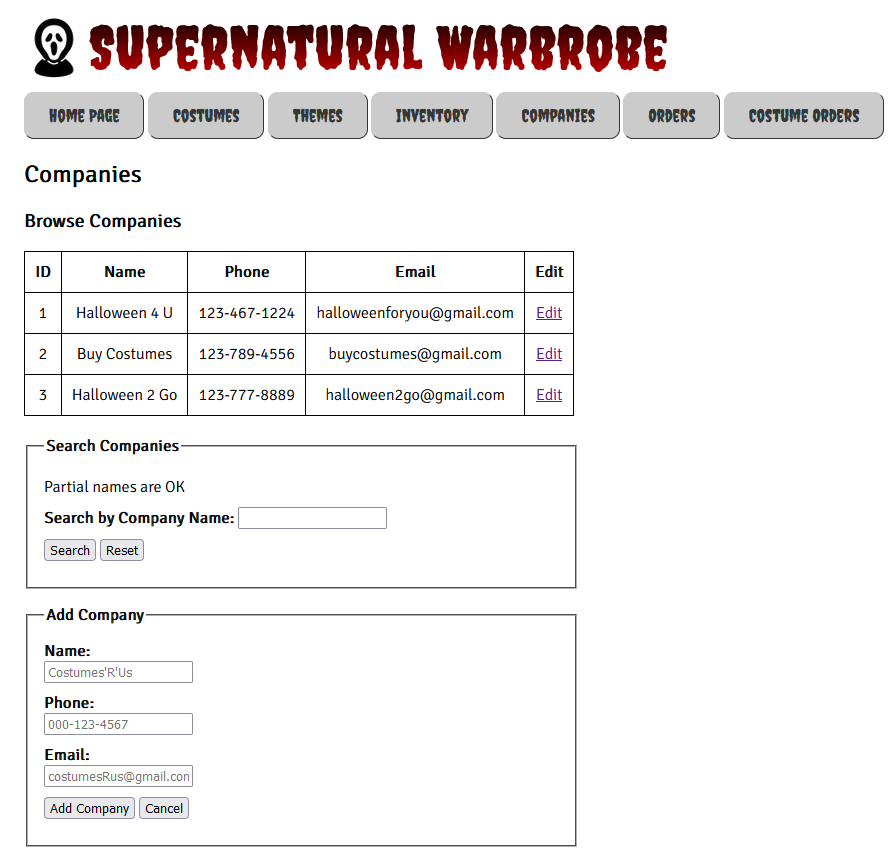 SUPERNATURAL WARBROBE
HOME PAGE COSTUMES THEMES INVENTORY COMPANIES ORDERS COSTUME ORDERS
Companies
Browse Companies
ID Name Phone Email Edit
1 Halloween 4 U 123-467-1224 halloweenforyou@gmail.com Edit
2 Buy Costumes 123-789-4556 buycostumes@gmail.com Edit
3 Halloween 2 Go 123-777-8889 halloween2go@gmail.com Edit
Search Companies
Partial names are OK
Search by Company Name:
Search Reset
Add Company
Name:
Costumes'R'Us
Phone:
000-123-4567
Email:
costumesRus@gmail.con
Add Company Cancel